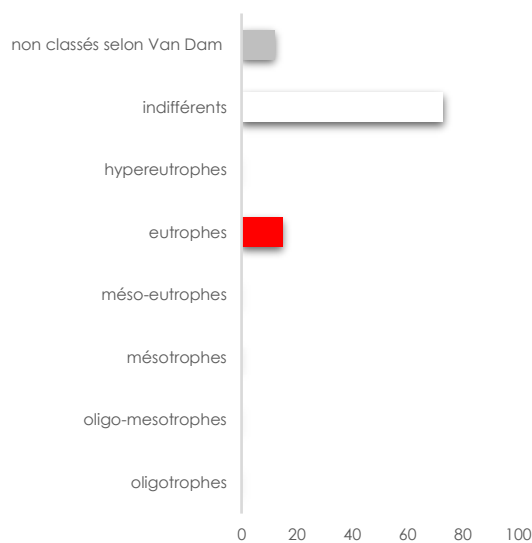 non classés selon Van Dam
indifférents
hypereutrophes
eutrophes
méso-eutrophes
mésotrophes
oligo-mesotrophes
oligotrophes
0 20 40 60 80 100